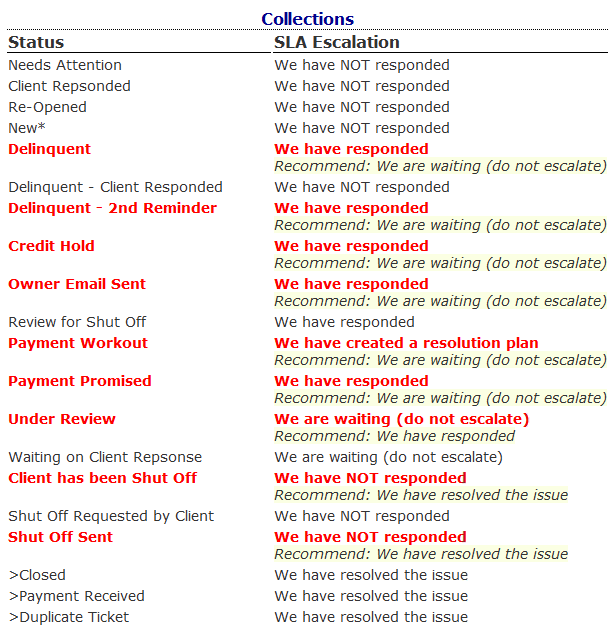 Collections
Status SLA Escalation
Needs Attention We have NOT responded
Client Repsonded We have NOT responded
Re-Opened We have NOT responded
New* We have NOT responded
Delinquent We have responded
Recommend: We are waiting (do not escalate)
Delinquent - Client Responded We have NOT responded
Delinquent - 2nd Reminder We have responded
Recommend: We are waiting (do not escalate)
Credit Hold We have responded
Recommend: We are waiting (do not escalate)
Owner Email Sent We have responded
Recommend: We are waiting (do not escalate)
Review for Shut Off We have responded
Payment Workout We have created a resolution plan
Recommend: We are waiting (do not escalate)
Payment Promised We have responded
Recommend: We are waiting (do not escalate)
Under Review We are waiting (do not escalate)
Recommend: We have responded
Waiting on Client Repsonse We are waiting (do not escalate)
Client has been Shut Off We have NOT responded
Recommend: We have resolved the issue
Shut Off Requested by Client We have NOT responded
Shut Off Sent We have NOT responded
Recommend: We have resolved the issue
>Closed We have resolved the issue
>Payment Received We have resolved the issue
>Duplicate Ticket We have resolved the issue